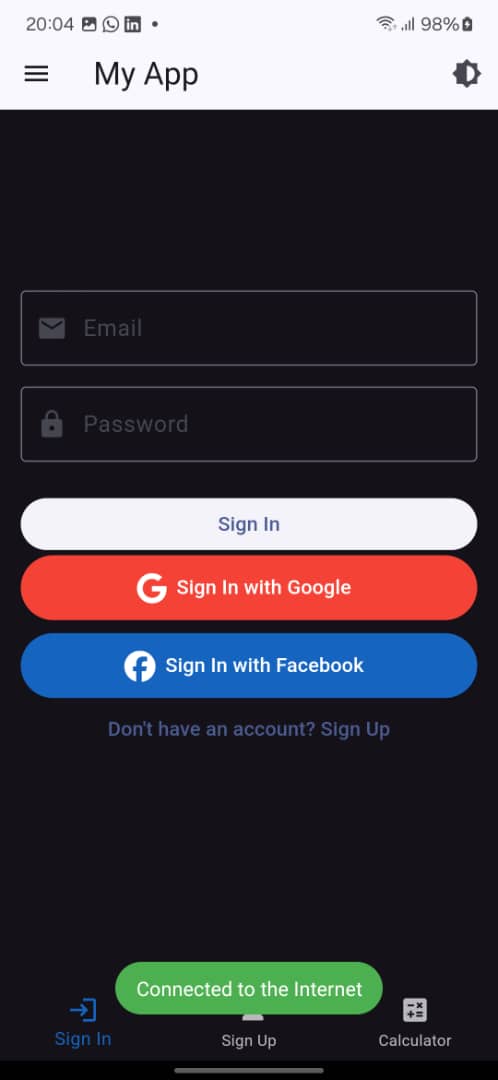 20:04
98%
My App
Email
Password
Sign In
Sign In with Google
Sign In with Facebook
Don't have an account? Sign Up
Connected to the Internet
Sign In
Sign Up
Calculator